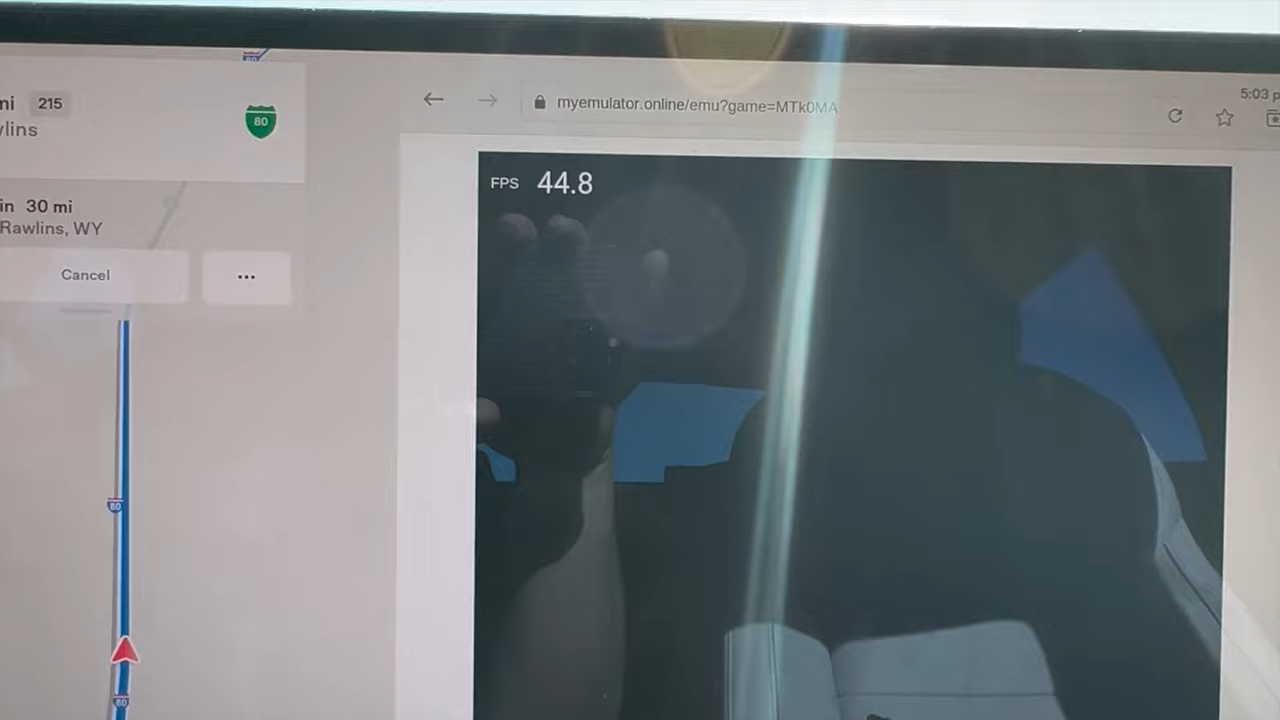 mi 215
80
in 30 mi
Rawlins, WY
Cancel
80
80
myemulator.online/emu?game=MTk0MA
5:03 p
FPS 44.8